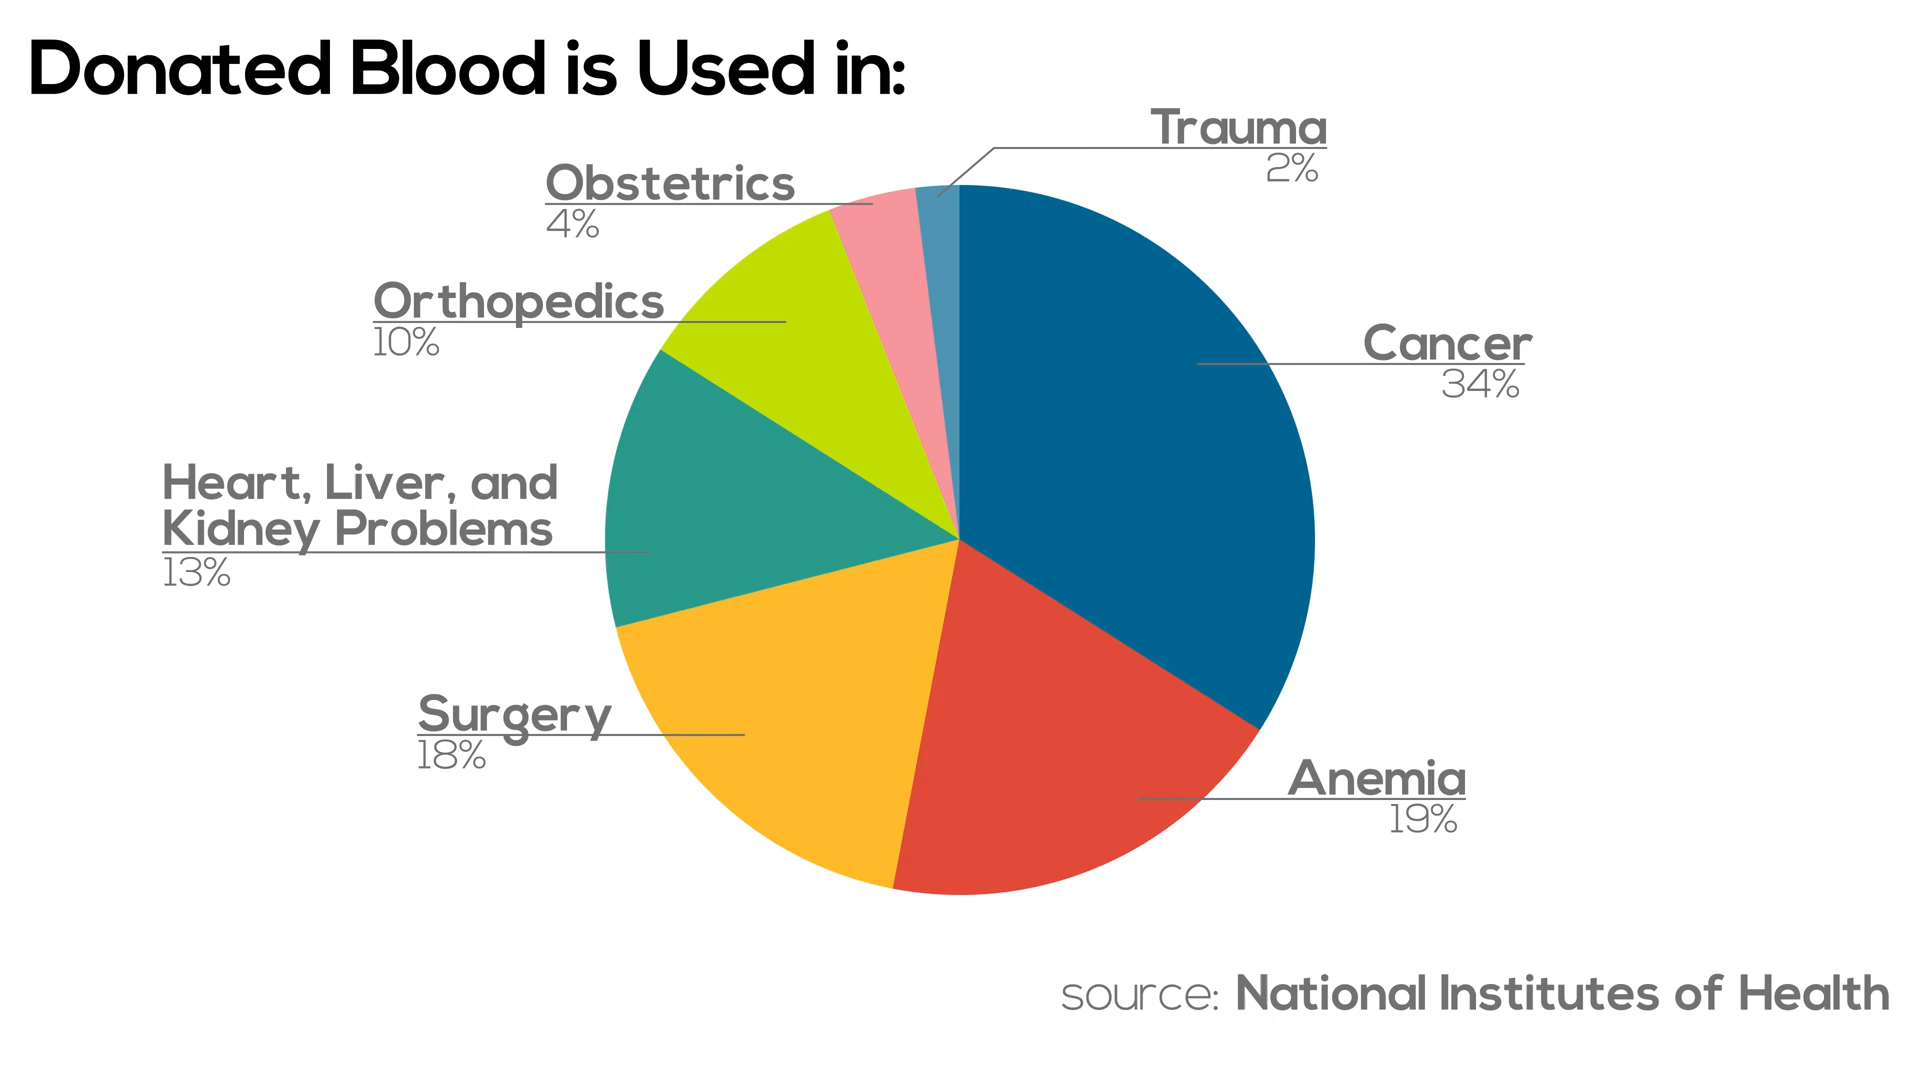 Donated Blood is Used in:
Trauma
2%
Obstetrics
4%
Orthopedics
10%
Cancer
34%
Heart, Liver, and
Kidney Problems
13%
Surgery
18%
Anemia
19%
source: National Institutes of Health